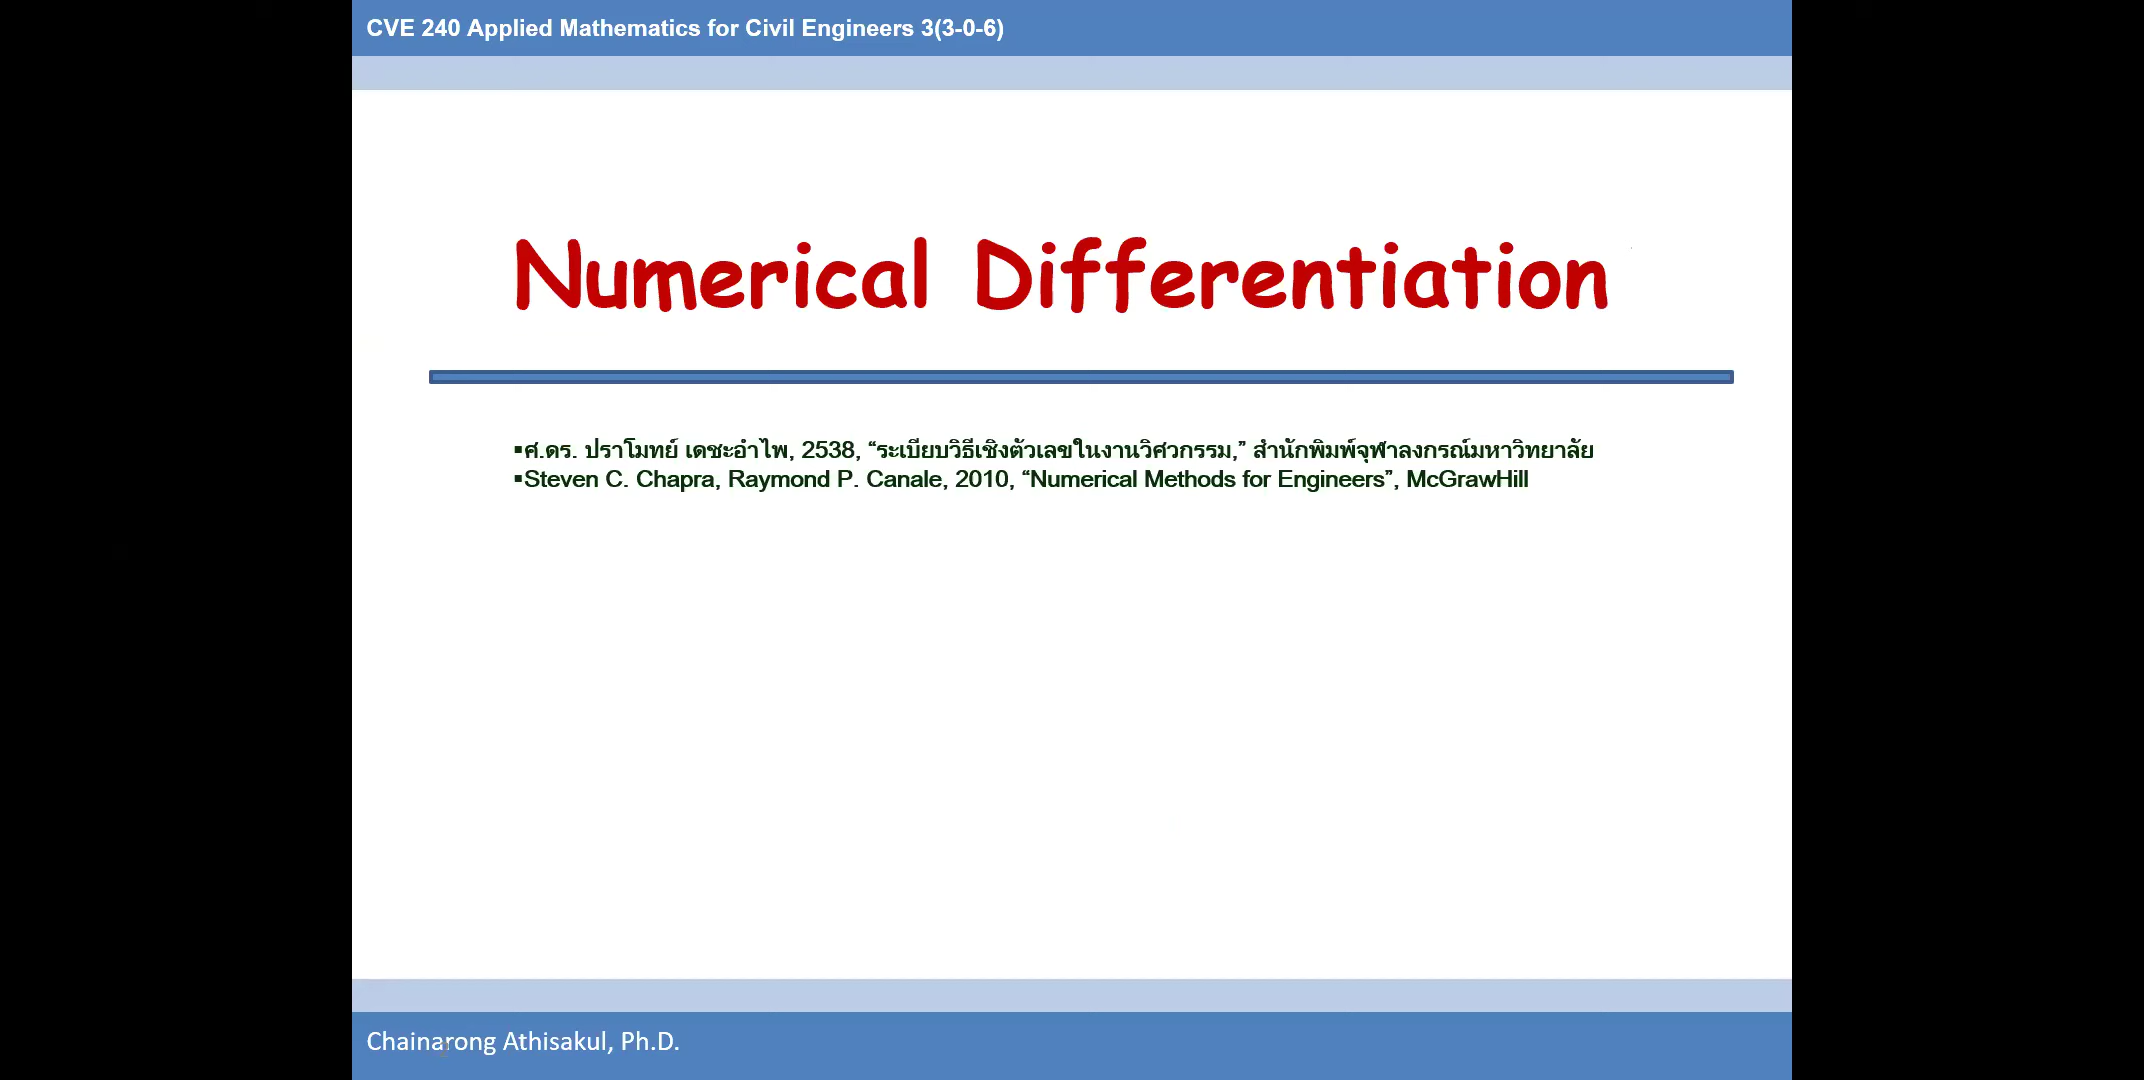 CVE 240 Applied Mathematics for Civil Engineers 3(3-0-6)
Numerical Differentiation
▪ศ.ดร. ปราโมทย์ เดชะอำไพ, 2538, “ระเบียบวิธีเชิงตัวเลขในงานวิศวกรรม,” สำนักพิมพ์จุฬาลงกรณ์มหาวิทยาลัย
▪Steven C. Chapra, Raymond P. Canale, 2010, “Numerical Methods for Engineers”, McGrawHill
Chainarong Athisakul, Ph.D.